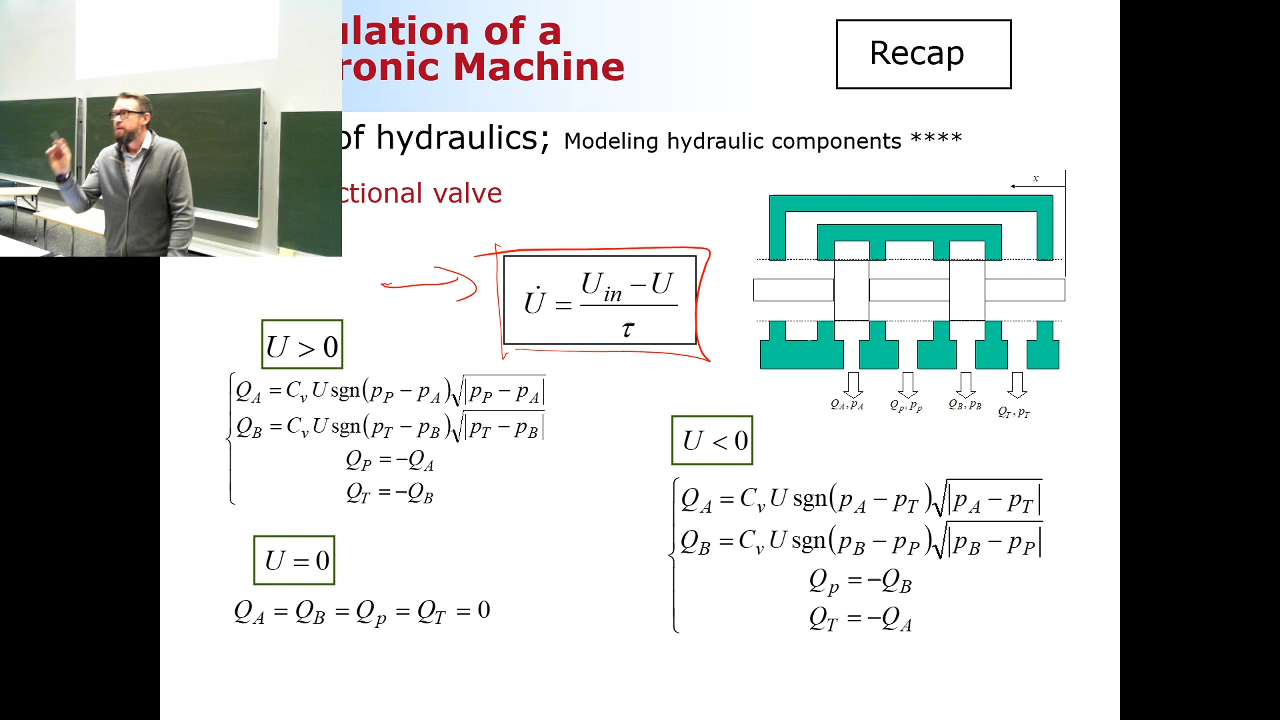 ulation of a
ronic Machine
Recap
of hydraulics; Modeling hydraulic components ****
ctional valve
x
U̇ = (U_in − U) / τ
U > 0
Q_A = C_v U sgn(p_P − p_A)√|p_P − p_A|
Q_B = C_v U sgn(p_T − p_B)√|p_T − p_B|
Q_P = −Q_A
Q_T = −Q_B
U = 0
Q_A = Q_B = Q_p = Q_T = 0
Q_A, p_A
Q_p, p_p
Q_B, p_B
Q_T, p_T
U < 0
Q_A = C_v U sgn(p_A − p_T)√|p_A − p_T|
Q_B = C_v U sgn(p_B − p_P)√|p_B − p_P|
Q_p = −Q_B
Q_T = −Q_A